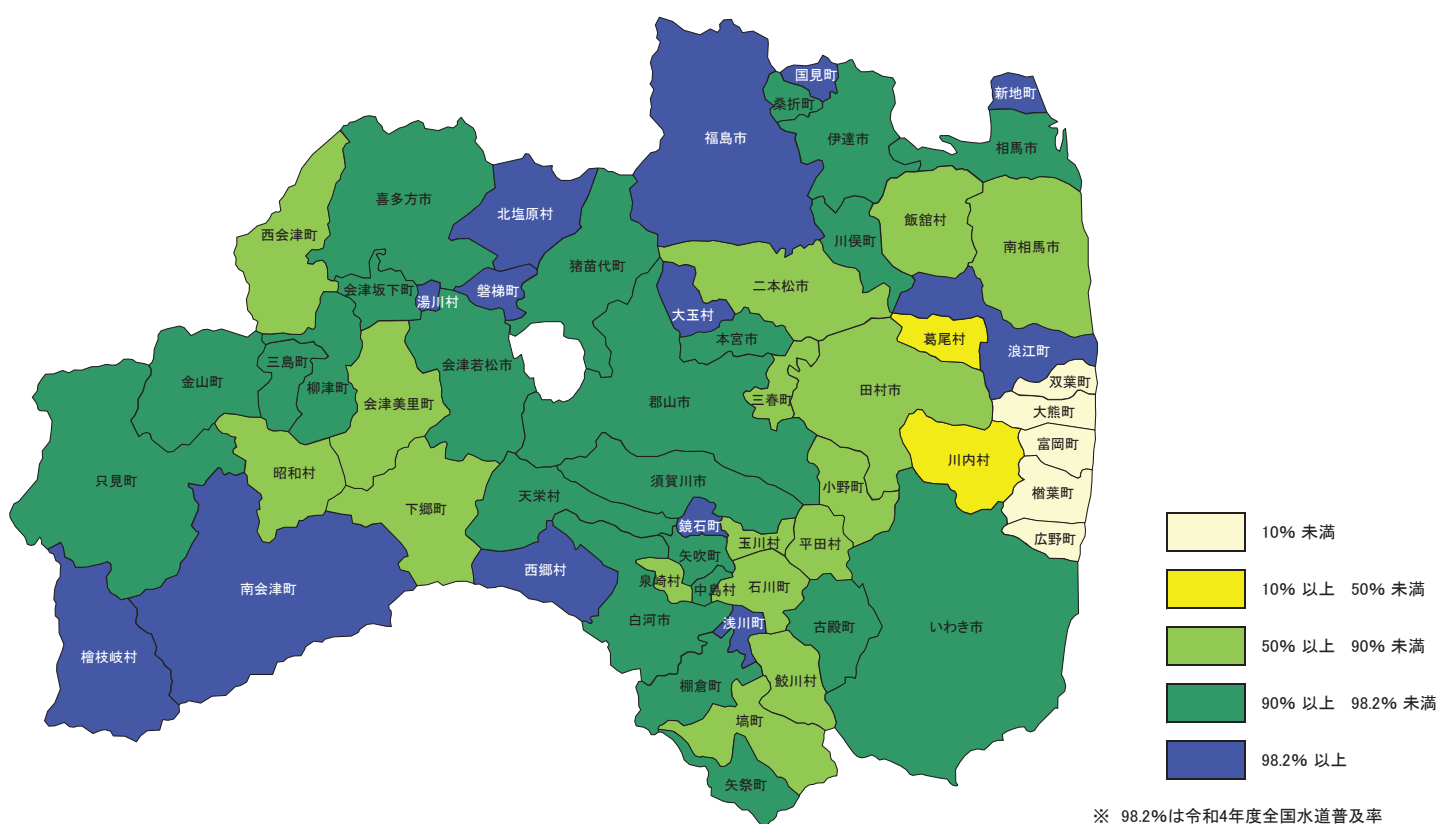 国見町
新地町
桑折町
福島市
伊達市
相馬市
喜多方市
北塩原村
飯舘村
西会津町
川俣町
南相馬市
猪苗代町
二本松市
会津坂下町
湯川村
磐梯町
大玉村
本宮市
葛尾村
浪江町
三島町
会津若松市
金山町
柳津町
双葉町
会津美里町
郡山市
三春町
田村市
大熊町
富岡町
川内村
昭和村
只見町
須賀川市
小野町
楢葉町
天栄村
下郷町
鏡石町
広野町
玉川村
平田村
矢吹町
西郷村
泉崎村
中島村
石川町
南会津町
白河市
浅川町
古殿町
いわき市
檜枝岐村
鮫川村
棚倉町
塙町
矢祭町
10% 未満
10% 以上 50% 未満
50% 以上 90% 未満
90% 以上 98.2% 未満
98.2% 以上
※ 98.2%は令和4年度全国水道普及率